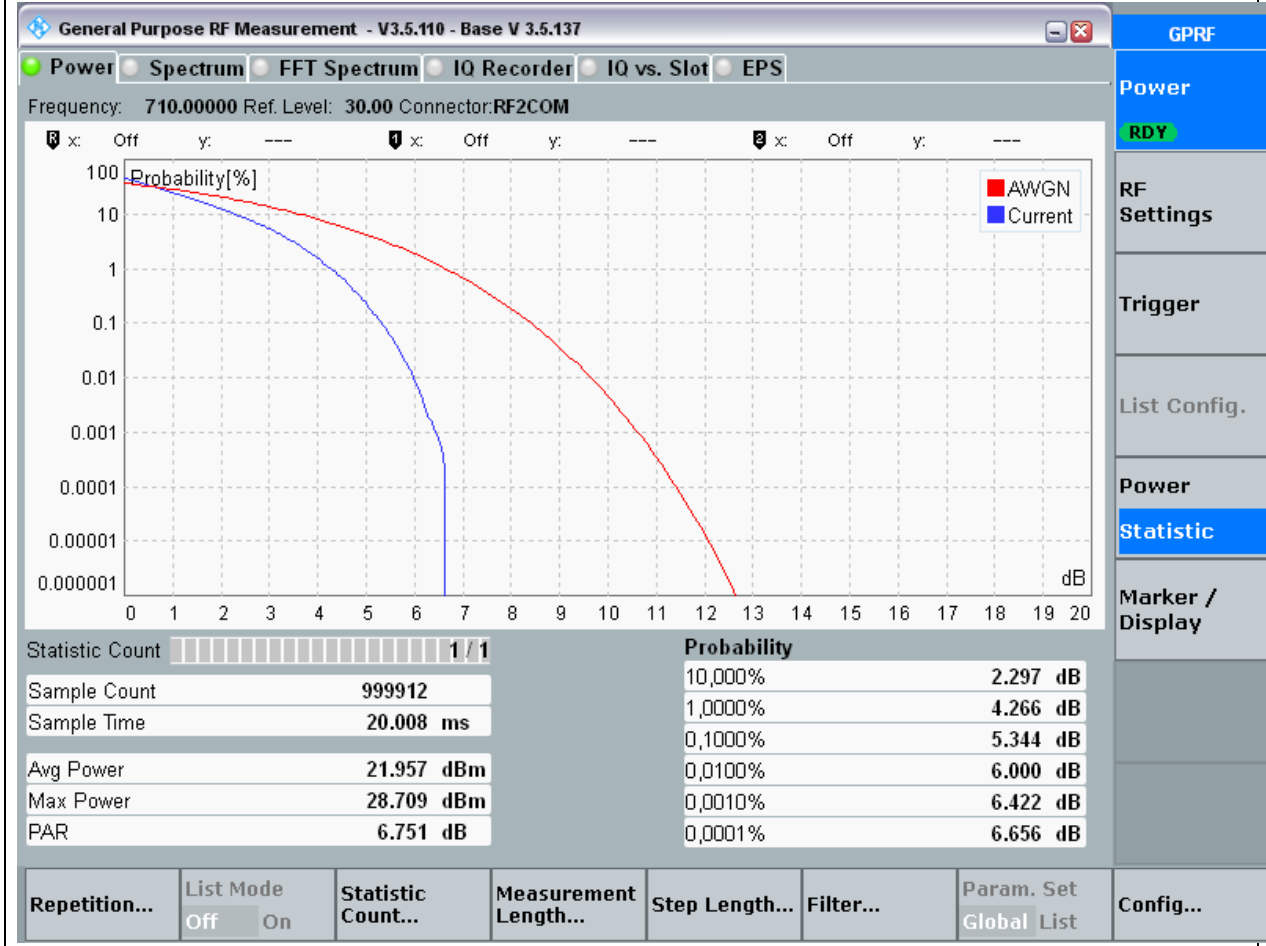 General Purpose RF Measurement - V3.5.110 - Base V 3.5.137
GPRF
Power Spectrum FFT Spectrum IQ Recorder IQ vs. Slot EPS
Frequency: 710.00000 Ref. Level: 30.00 Connector:RF2COM
R x: Off y: --- 1 x: Off y: --- 2 x: Off y: ---
Probability[%]
AWGN
Current
100
10
1
0.1
0.01
0.001
0.0001
0.00001
0.000001
dB
0 1 2 3 4 5 6 7 8 9 10 11 12 13 14 15 16 17 18 19 20
Statistic Count 1 / 1
Sample Count 999912
Sample Time 20.008 ms
Avg Power 21.957 dBm
Max Power 28.709 dBm
PAR 6.751 dB
Probability
10,000% 2.297 dB
1,0000% 4.266 dB
0,1000% 5.344 dB
0,0100% 6.000 dB
0,0010% 6.422 dB
0,0001% 6.656 dB
Power
RDY
RF
Settings
Trigger
List Config.
Power
Statistic
Marker /
Display
Repetition...
List Mode
Off On
Statistic
Count...
Measurement
Length...
Step Length...
Filter...
Param. Set
Global List
Config...